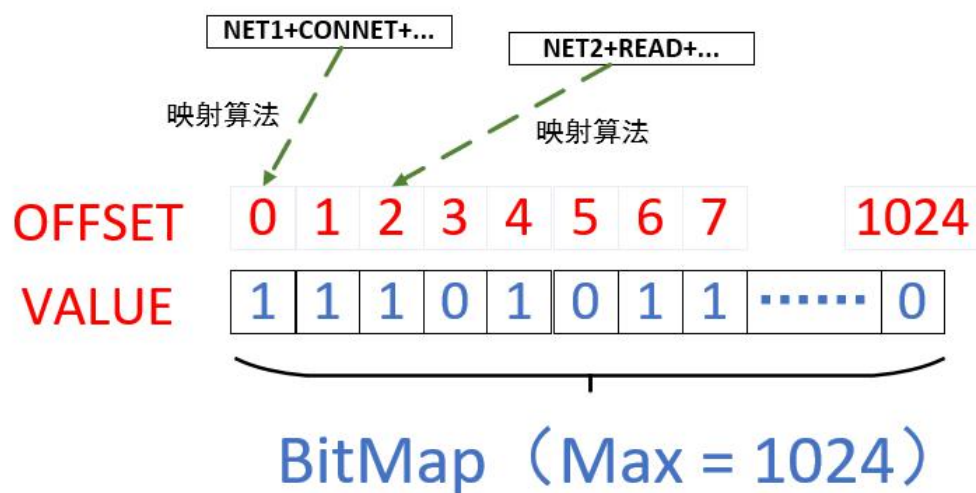 NET1+CONNET+...
NET2+READ+...
映射算法
映射算法
OFFSET 0 1 2 3 4 5 6 7 1024
VALUE 1 1 1 0 1 0 1 1 ⋯⋯ 0
BitMap（Max = 1024）